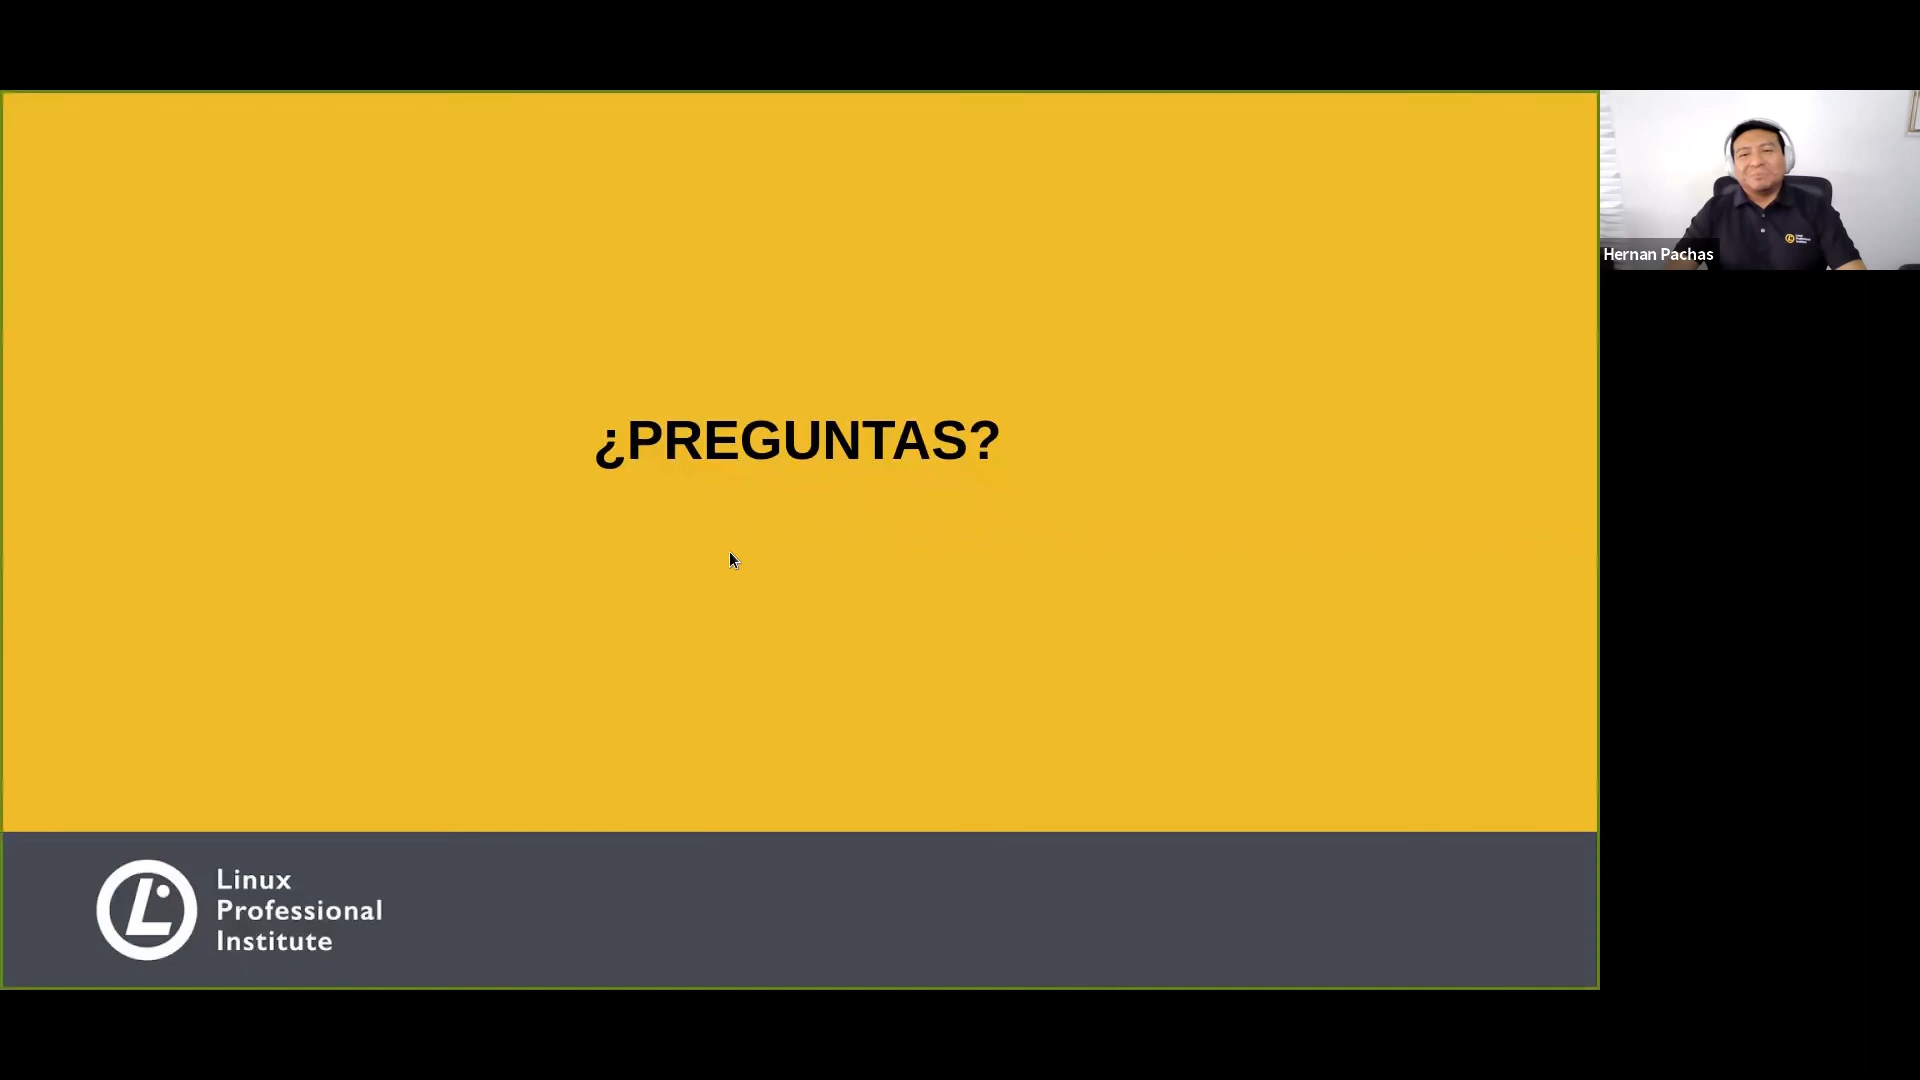 ¿PREGUNTAS?
Hernan Pachas
Linux
Professional
Institute